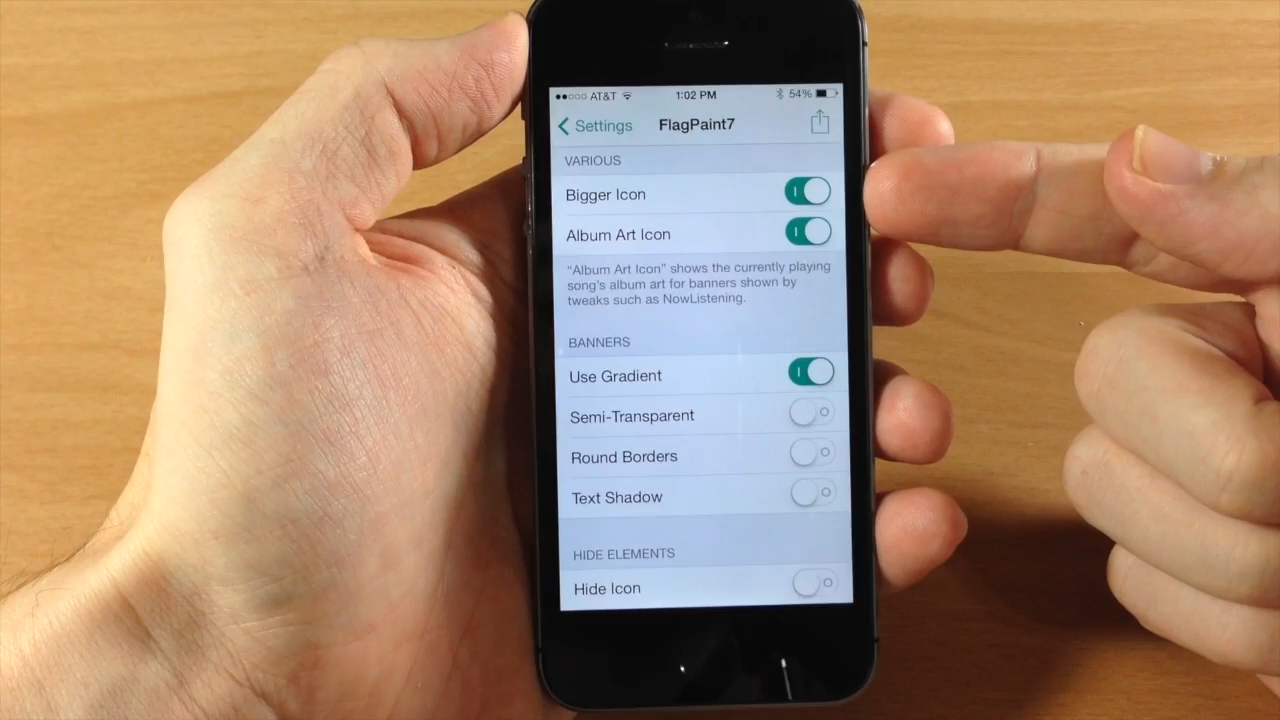 AT&T 1:02 PM 54%
Settings FlagPaint7
VARIOUS
Bigger Icon
Album Art Icon
“Album Art Icon” shows the currently playing
song's album art for banners shown by
tweaks such as NowListening.
BANNERS
Use Gradient
Semi-Transparent
Round Borders
Text Shadow
HIDE ELEMENTS
Hide Icon